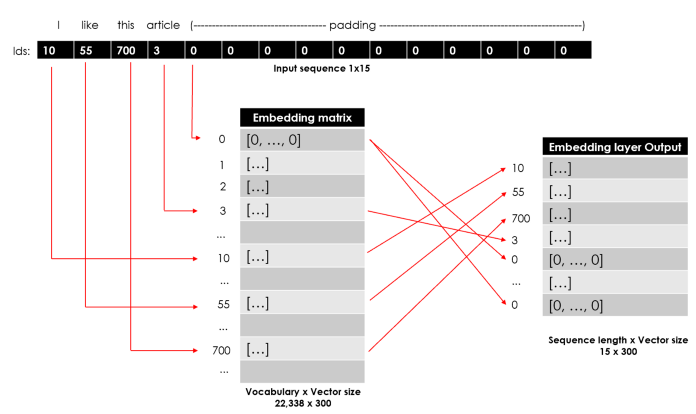 I like this article (-------------------------------- padding ------------------------------------------)
Ids: 10 55 700 3 0 0 0 0 0 0 0 0 0 0 0
Input sequence 1x15
Embedding matrix
0 [0, ..., 0]
1 [...]
2 [...]
3 [...]
...
10 [...]
...
55 [...]
...
700 [...]
...
Vocabulary x Vector size
22,338 x 300
Embedding layer Output
10 [...]
55 [...]
700 [...]
3 [...]
0 [0, ..., 0]
... [...]
0 [0, ..., 0]
Sequence length x Vector size
15 x 300